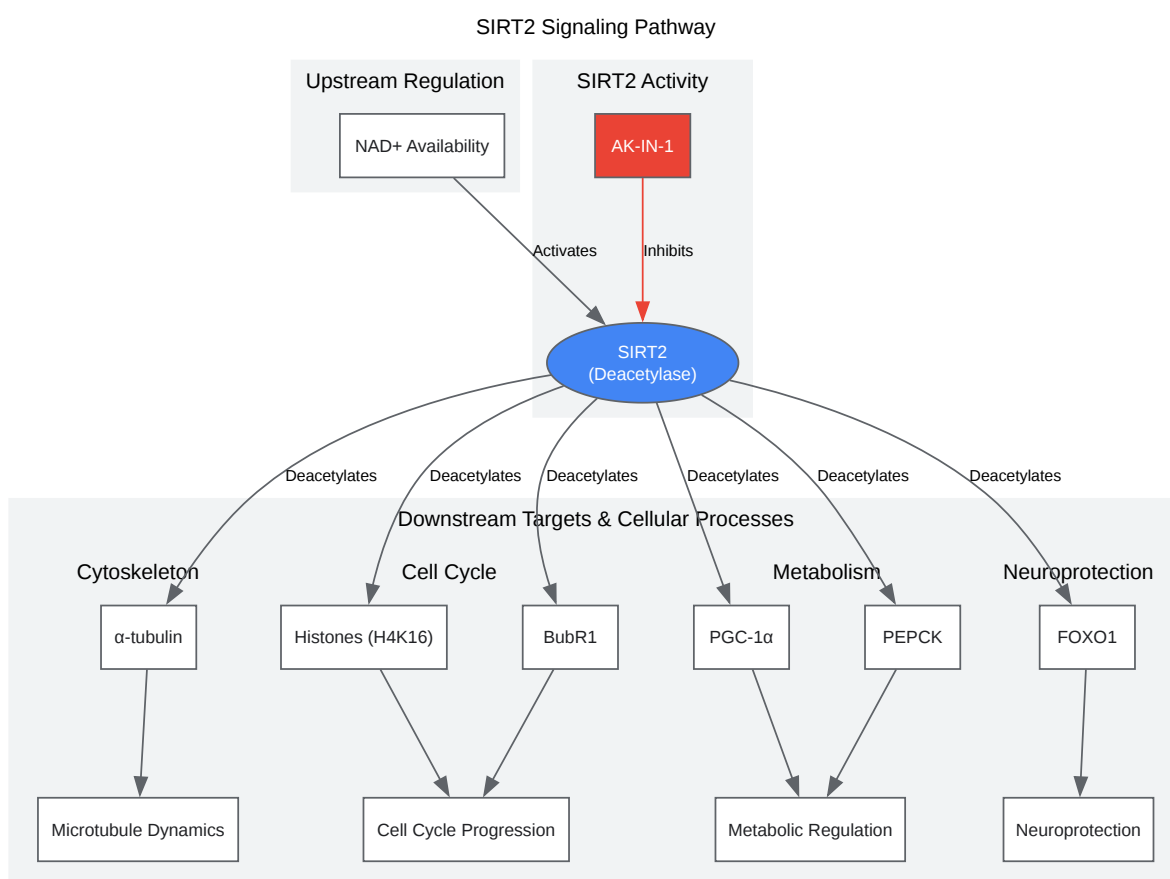 SIRT2 Signaling Pathway
Upstream Regulation
SIRT2 Activity
NAD+ Availability
AK-IN-1
Activates
Inhibits
SIRT2
(Deacetylase)
Deacetylates
Deacetylates
Deacetylates
Deacetylates
Deacetylates
Deacetylates
Downstream Targets & Cellular Processes
Cytoskeleton
Cell Cycle
Metabolism
Neuroprotection
α-tubulin
Histones (H4K16)
BubR1
PGC-1α
PEPCK
FOXO1
Microtubule Dynamics
Cell Cycle Progression
Metabolic Regulation
Neuroprotection